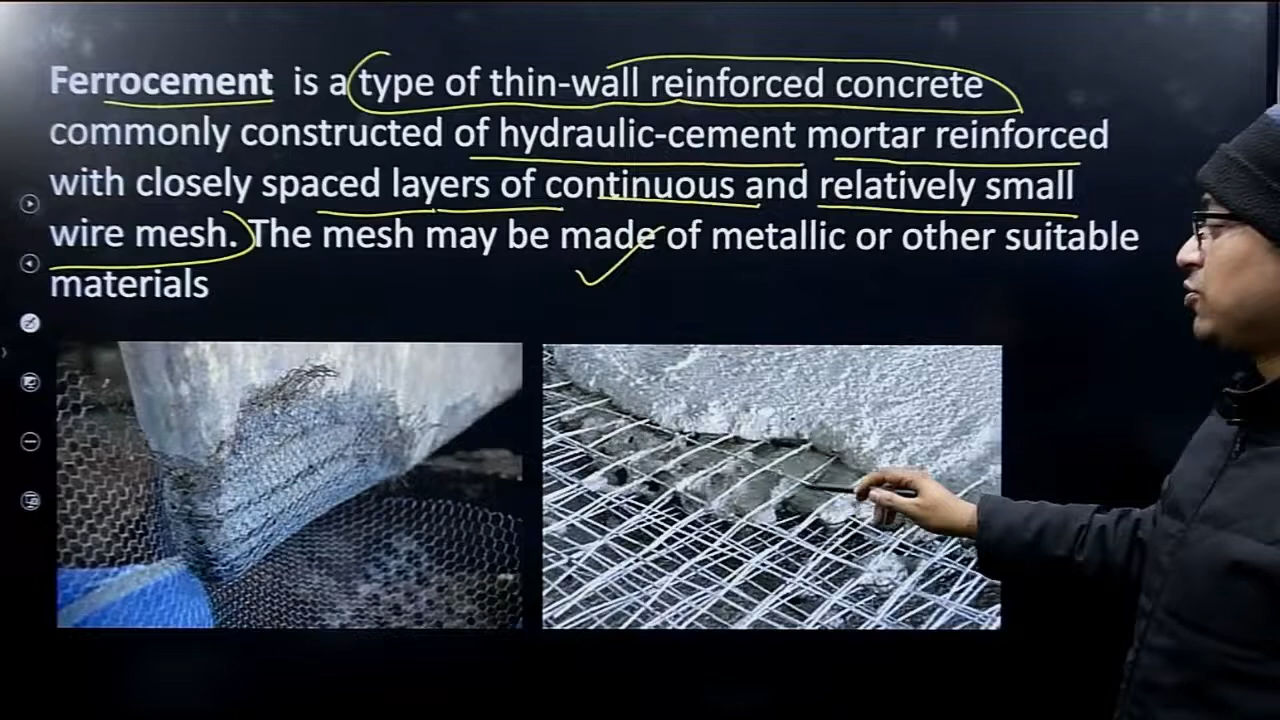 Ferrocement is a type of thin-wall reinforced concrete
commonly constructed of hydraulic-cement mortar reinforced
with closely spaced layers of continuous and relatively small
wire mesh. The mesh may be made of metallic or other suitable
materials